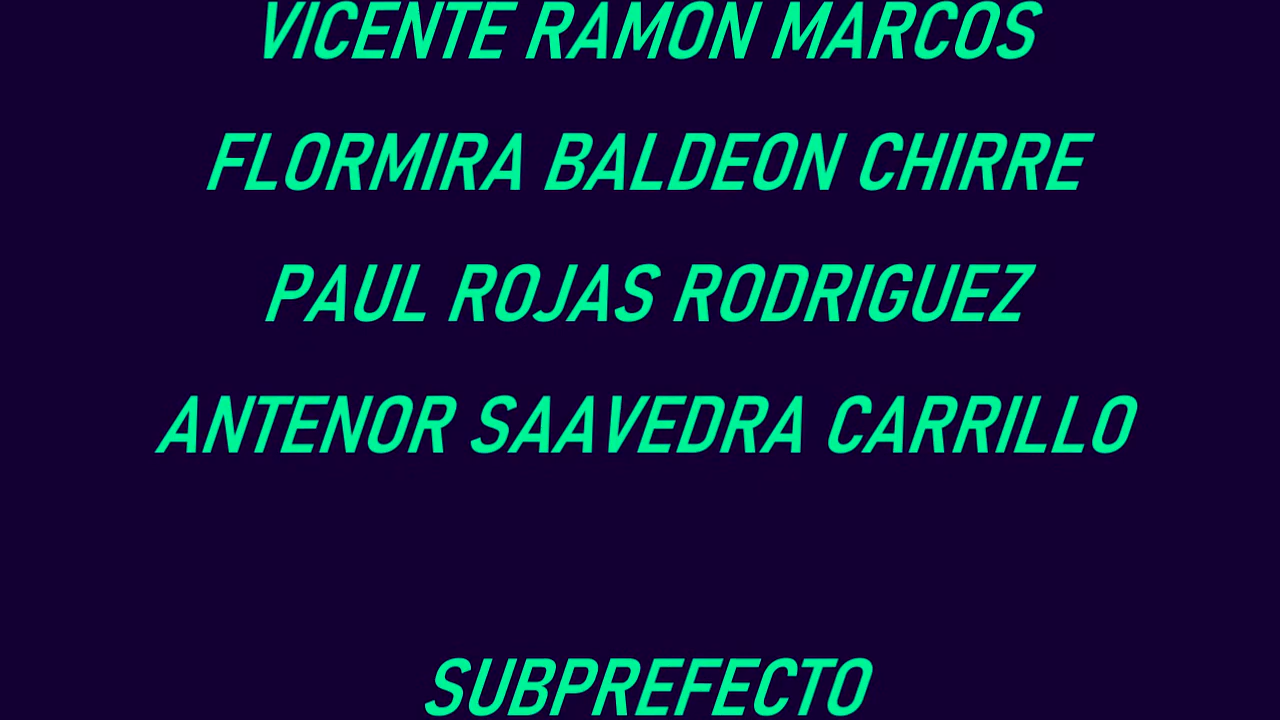 VICENTE RAMON MARCOS
FLORMIRA BALDEON CHIRRE
PAUL ROJAS RODRIGUEZ
ANTENOR SAAVEDRA CARRILLO
SUBPREFECTO